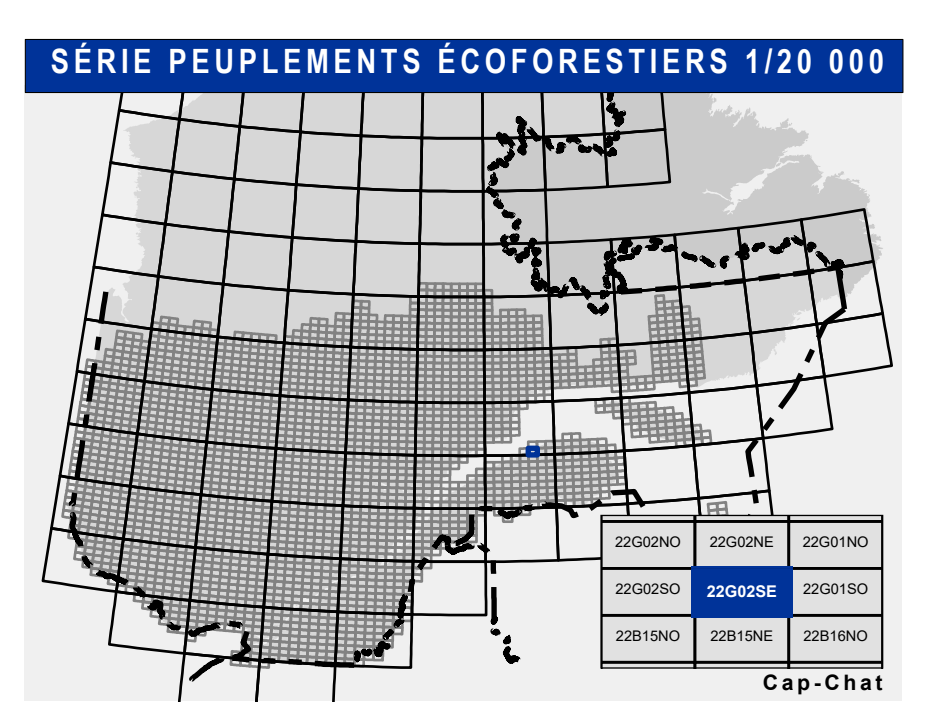 SÉRIE PEUPLEMENTS ÉCOFORESTIERS 1/20 000
22G02NO 22G02NE 22G01NO
22G02SO 22G02SE 22G01SO
22B15NO 22B15NE 22B16NO
Cap-Chat